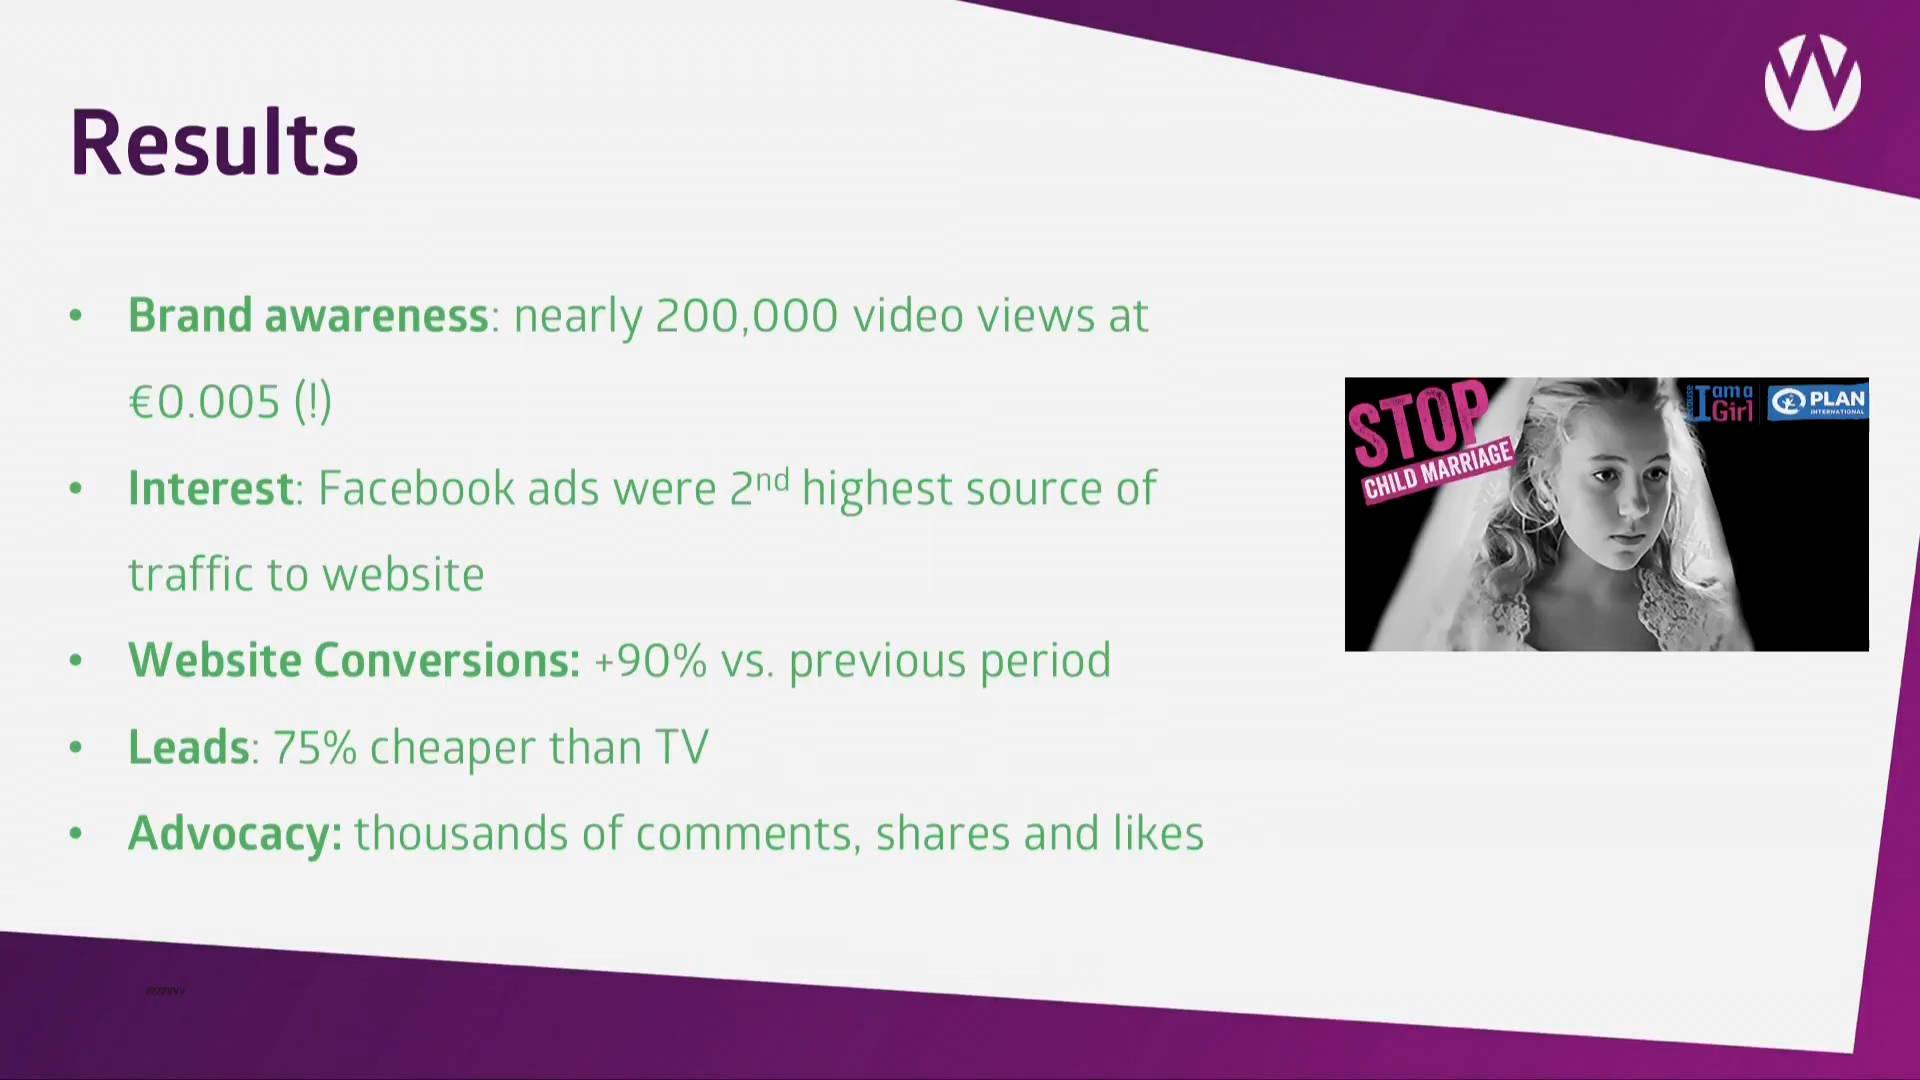 Results
• Brand awareness: nearly 200,000 video views at
€0.005 (!)
• Interest: Facebook ads were 2nd highest source of
traffic to website
• Website Conversions: +90% vs. previous period
• Leads: 75% cheaper than TV
• Advocacy: thousands of comments, shares and likes
STOP
CHILD MARRIAGE
I am a
Girl
PLAN
INTERNATIONAL